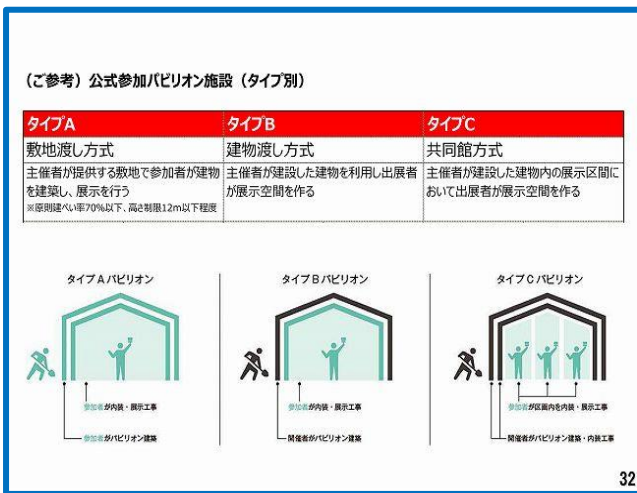 (ご参考) 公式参加パビリオン施設 (タイプ別)
タイプA
タイプB
タイプC
敷地渡し方式
建物渡し方式
共同館方式
主催者が提供する敷地で参加者が建物
を建築し、展示を行う
※原則建ぺい率70%以下、高さ制限12m以下程度
主催者が建設した建物を利用し出展者
が展示空間を作る
主催者が建設した建物内の展示区間に
おいて出展者が展示空間を作る
タイプAパビリオン
タイプBパビリオン
タイプCパビリオン
参加者が内装・展示工事
参加者がパビリオン建築
参加者が内装・展示工事
開催者がパビリオン建築
参加者が区画内を内装・展示工事
開催者がパビリオン建築・内装工事
32